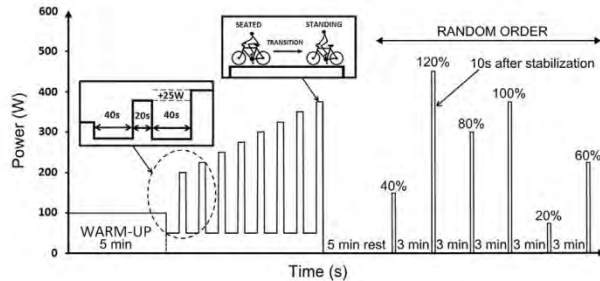 600
500
400
300
200
100
0
Power (W)
Time (s)
WARM-UP
5 min
+25W
40s
20s
40s
SEATED
STANDING
TRANSITION
RANDOM ORDER
10s after stabilization
5 min rest
40%
3 min
120%
3 min
80%
3 min
100%
3 min
20%
3 min
60%